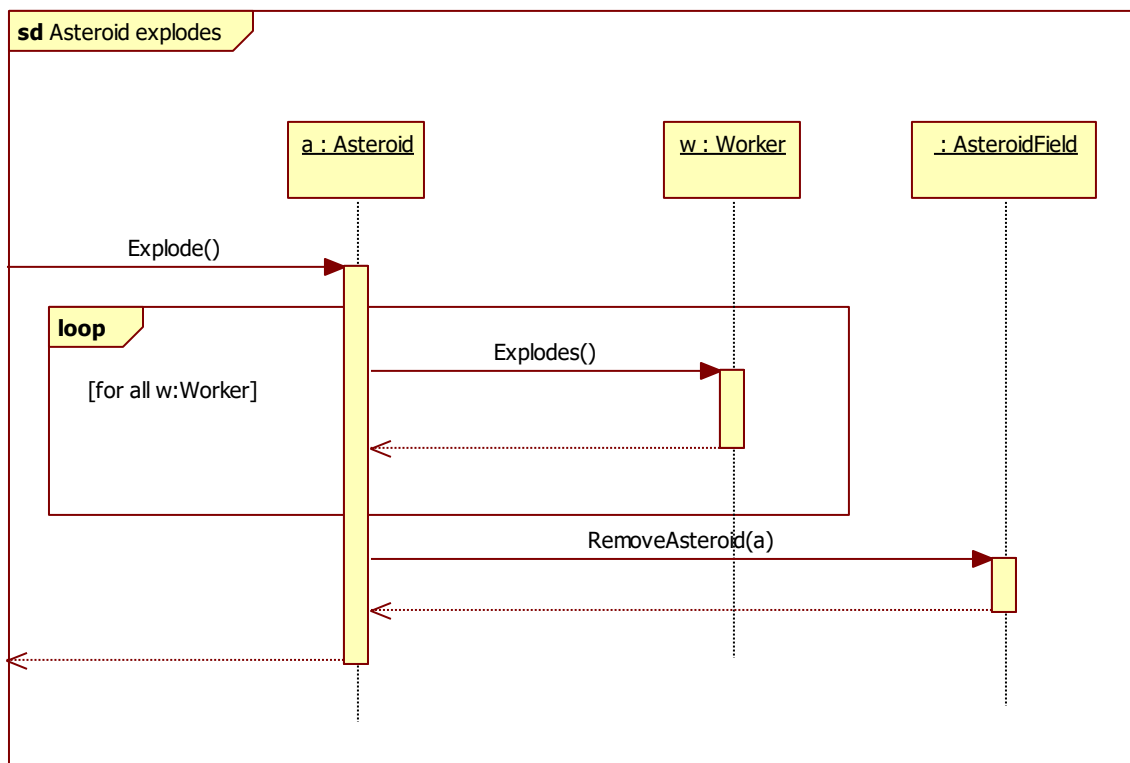 sd Asteroid explodes
a : Asteroid
w : Worker
: AsteroidField
Explode()
loop
Explodes()
[for all w:Worker]
RemoveAsteroid(a)